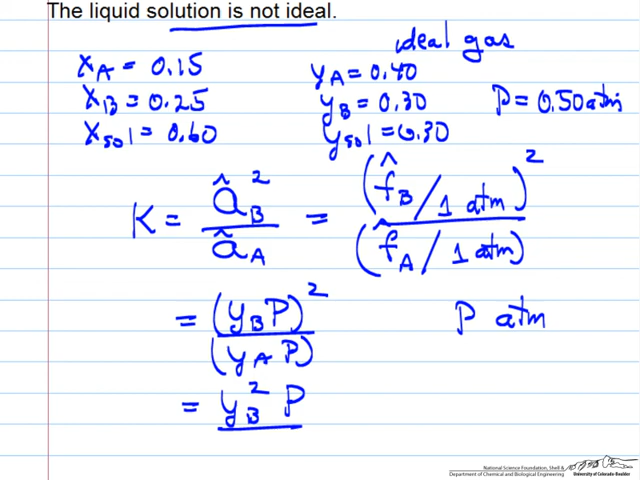 The liquid solution is not ideal.
ideal gas
x_A = 0.15 y_A = 0.40
x_B = 0.25 y_B = 0.30 P = 0.50 atm
x_sol = 0.60 y_sol = 0.30
K = â_B^2 / â_A = (f̂_B / 1 atm)^2 / (f̂_A / 1 atm)
= (y_B P)^2 / (y_A P) P atm
= y_B^2 P
National Science Foundation, Shell &
Department of Chemical and Biological Engineering University of Colorado Boulder